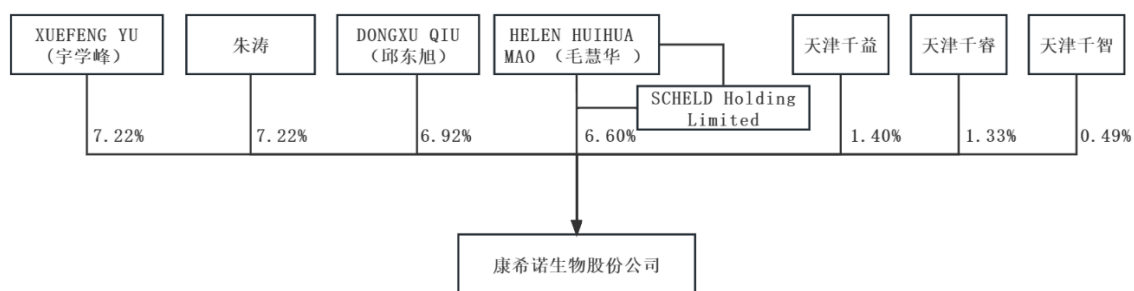 XUEFENG YU
（宇学峰）
朱涛
DONGXU QIU
（邱东旭）
HELEN HUIHUA
MAO （毛慧华 ）
天津千益
天津千睿
天津千智
SCHELD Holding
Limited
7.22%
7.22%
6.92%
6.60%
1.40%
1.33%
0.49%
康希诺生物股份公司